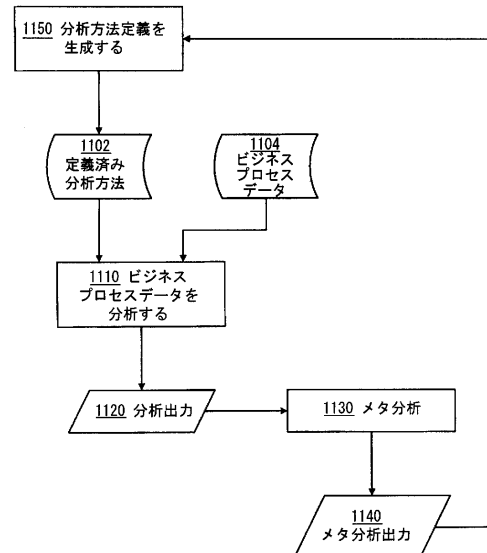 1150 分析方法定義を
生成する
1102
定義済み
分析方法
1104
ビジネス
プロセス
データ
1110 ビジネス
プロセスデータを
分析する
1120 分析出力
1130 メタ分析
1140
メタ分析出力